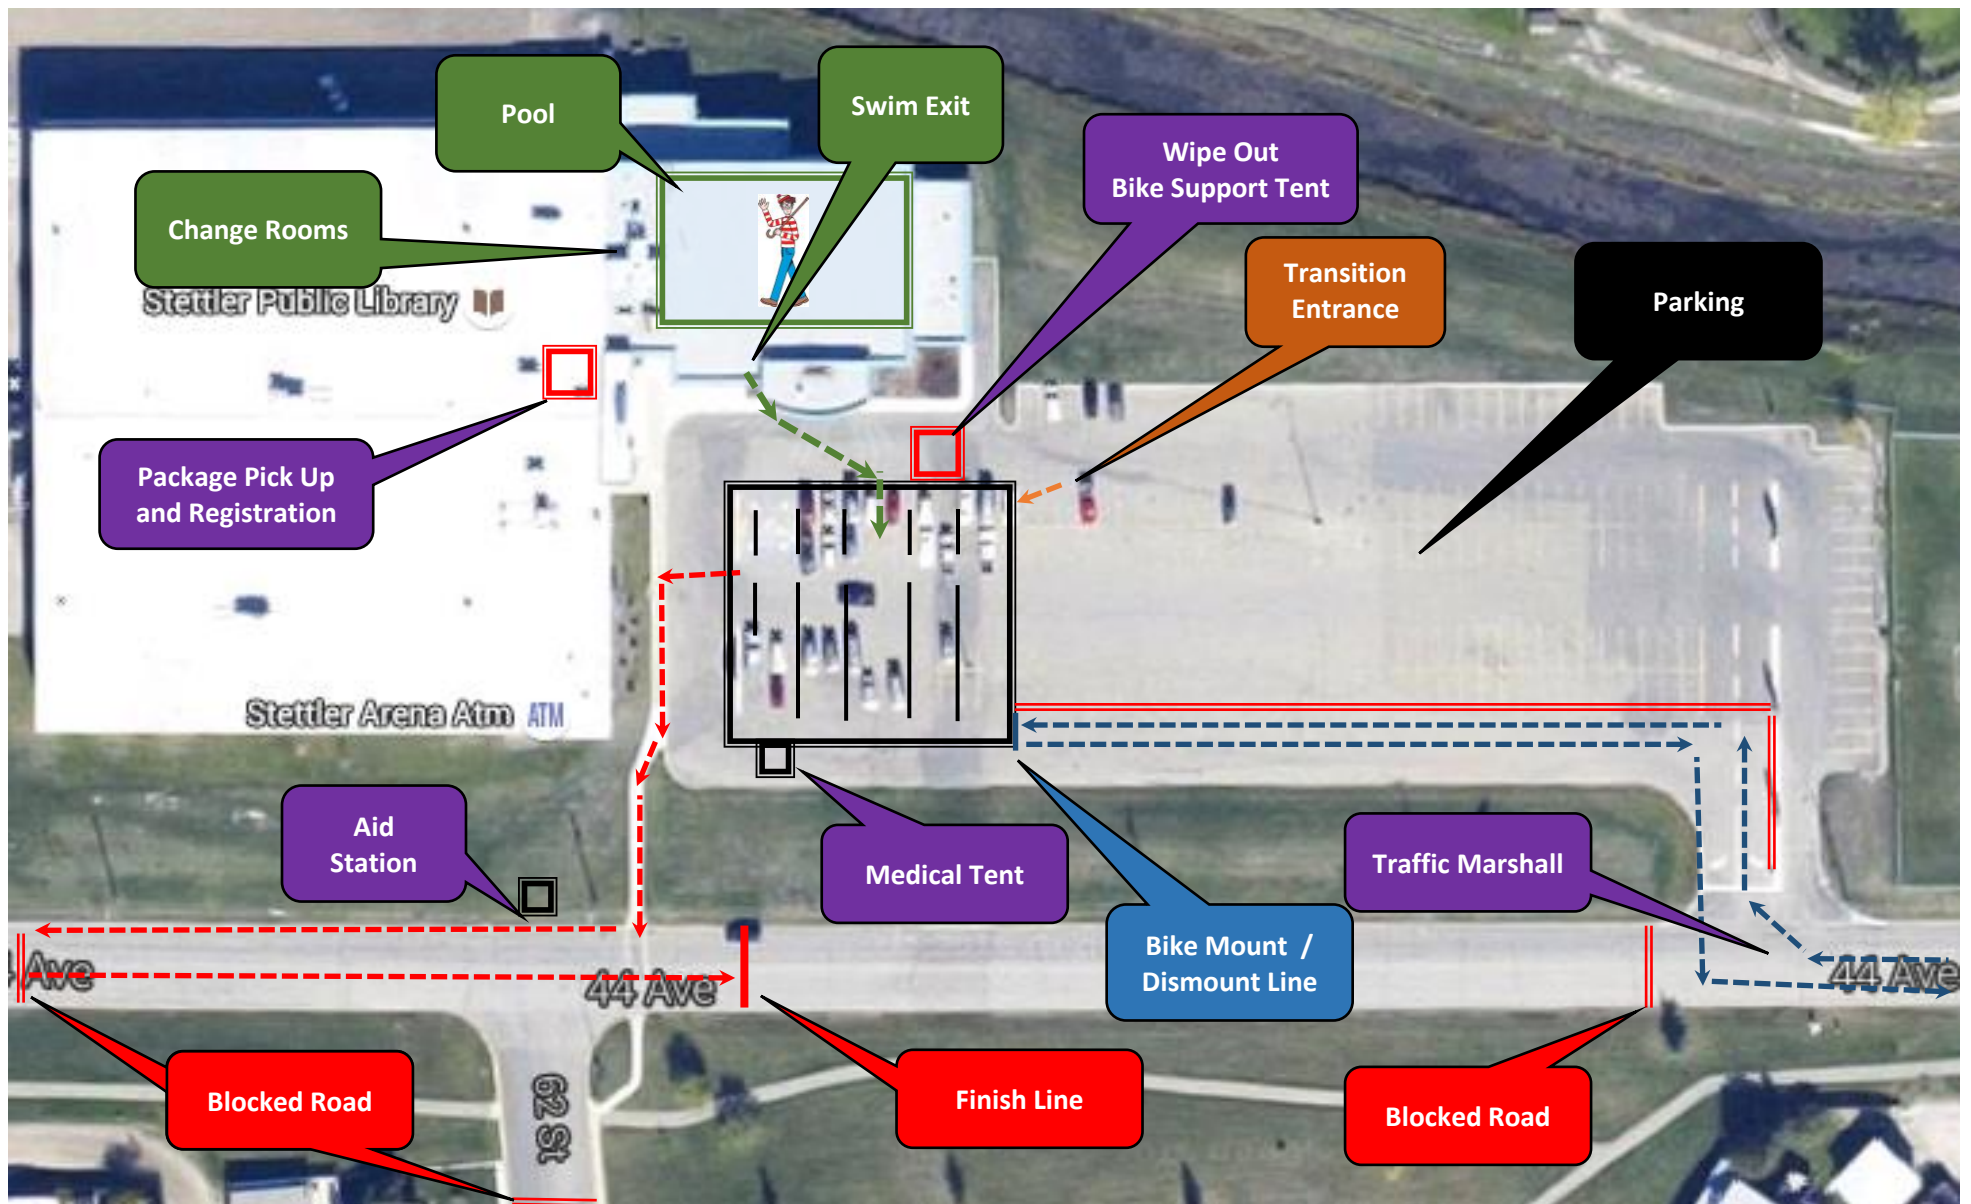 Pool
Swim Exit
Wipe Out
Bike Support Tent
Change Rooms
Transition
Entrance
Parking
Stettler Public Library
Package Pick Up
and Registration
Stettler Arena Atm
ATM
Aid
Station
Medical Tent
Traffic Marshall
Bike Mount /
Dismount Line
Ave
44 Ave
44 Ave
Blocked Road
62 St
Finish Line
Blocked Road